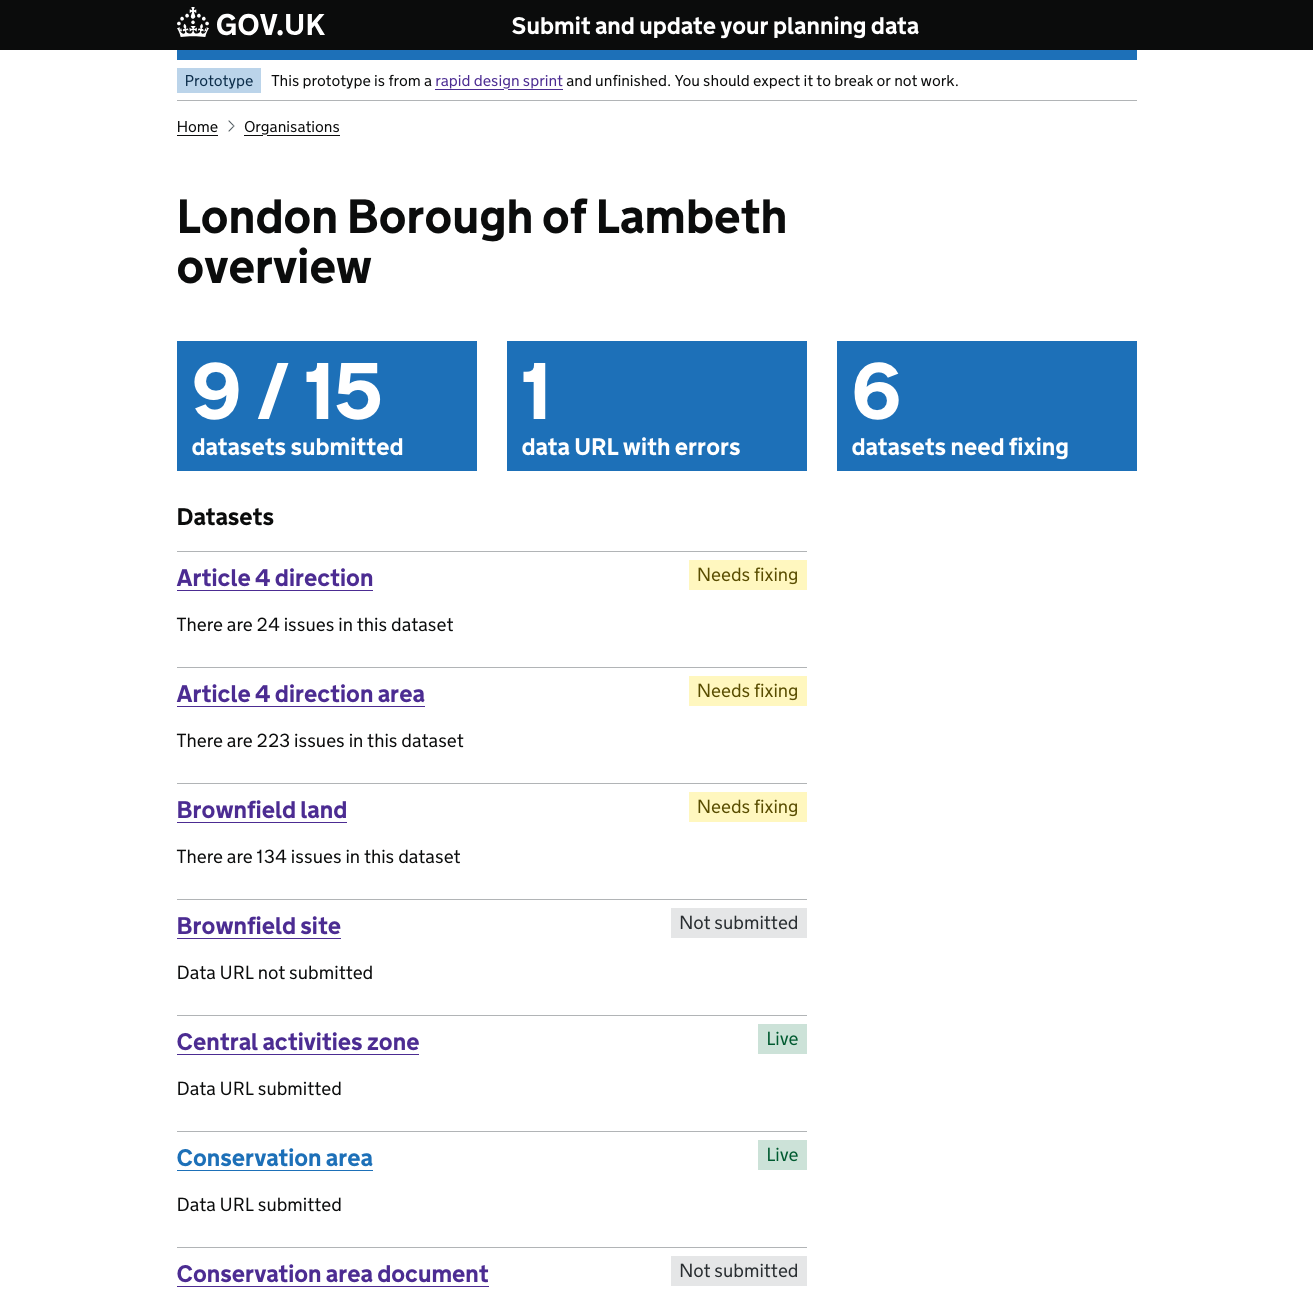 GOV.UK
Submit and update your planning data
Prototype
This prototype is from a rapid design sprint and unfinished. You should expect it to break or not work.
Home
Organisations
London Borough of Lambeth
overview
9 / 15
datasets submitted
1
data URL with errors
6
datasets need fixing
Datasets
Article 4 direction
Needs fixing
There are 24 issues in this dataset
Article 4 direction area
Needs fixing
There are 223 issues in this dataset
Brownfield land
Needs fixing
There are 134 issues in this dataset
Brownfield site
Not submitted
Data URL not submitted
Central activities zone
Live
Data URL submitted
Conservation area
Live
Data URL submitted
Conservation area document
Not submitted